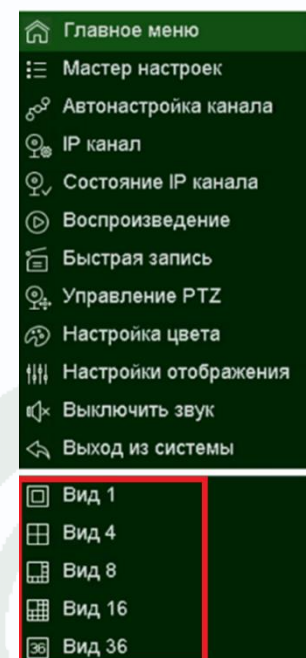 Главное меню
Мастер настроек
Автонастройка канала
IP канал
Состояние IP канала
Воспроизведение
Быстрая запись
Управление PTZ
Настройка цвета
Настройки отображения
Выключить звук
Выход из системы
Вид 1
Вид 4
Вид 8
Вид 16
36 Вид 36